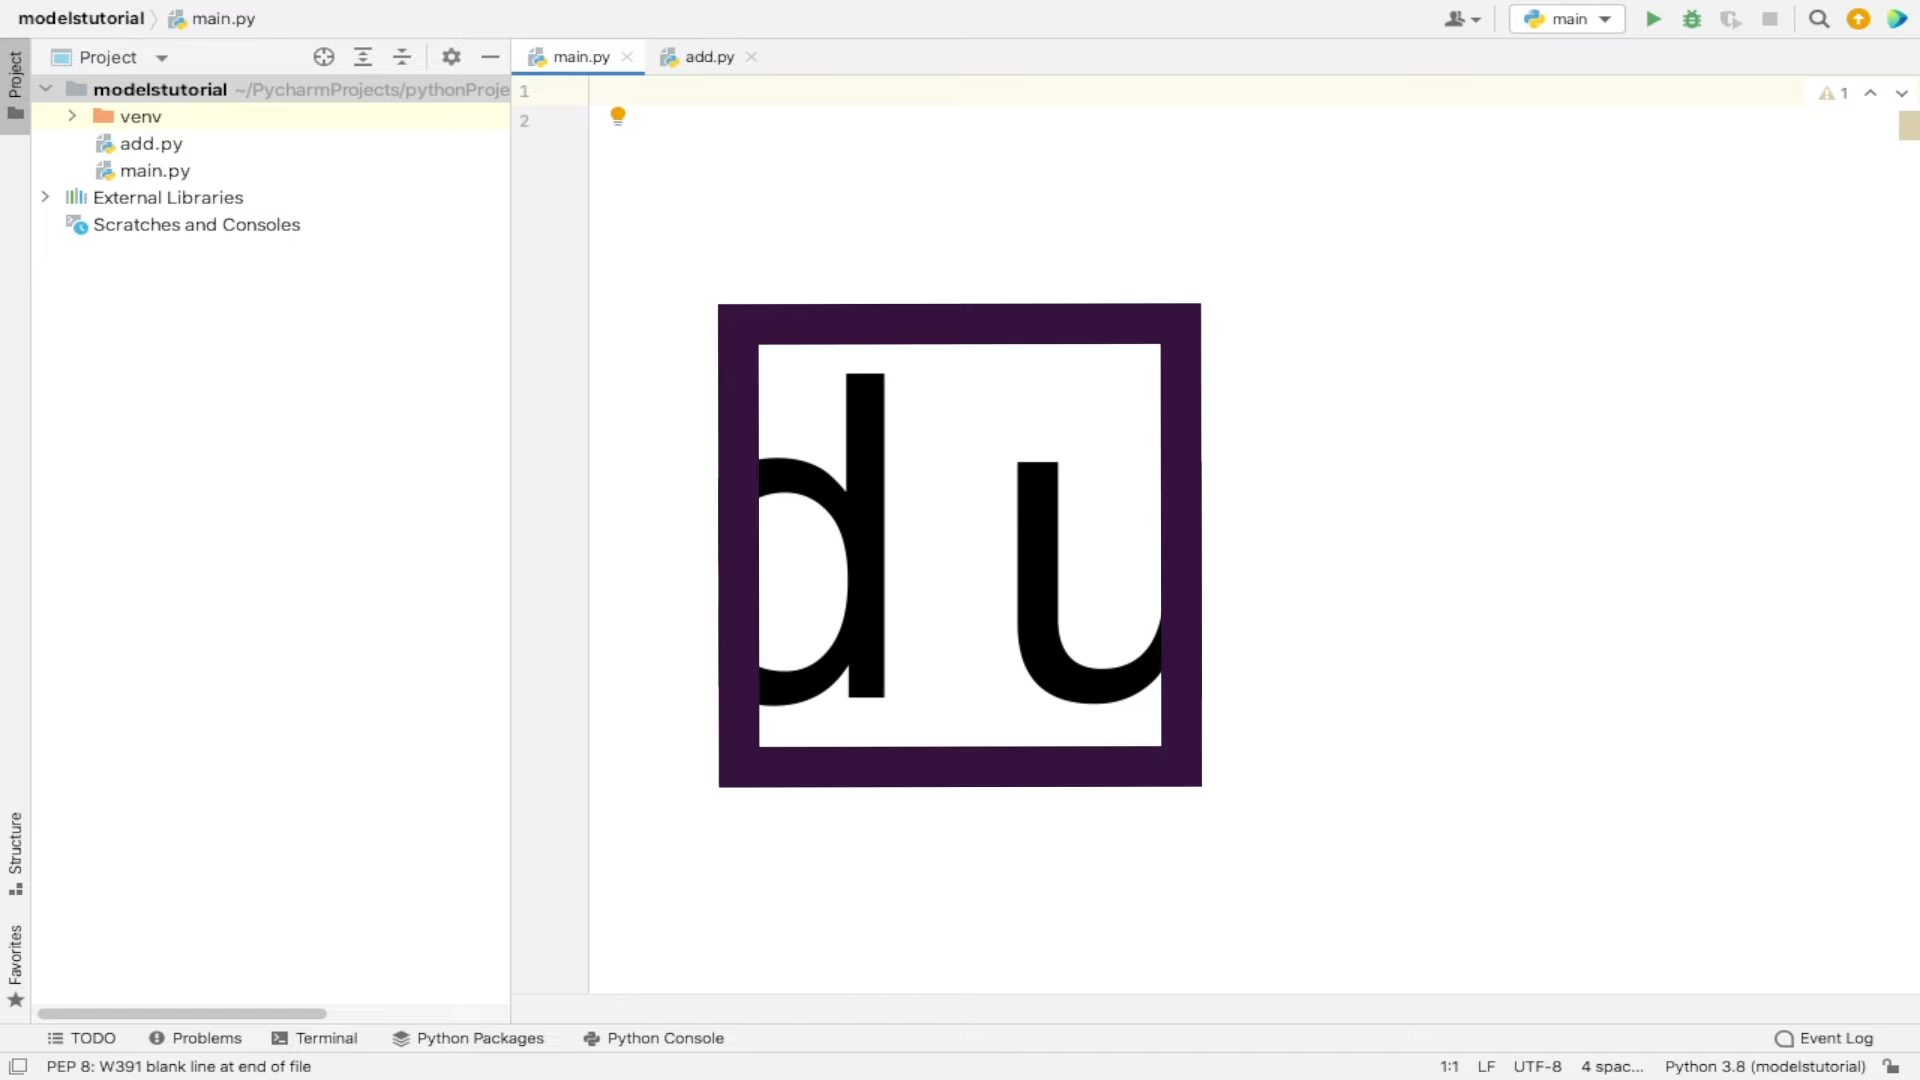 modelstutorial main.py main
Project main.py add.py
Project
modelstutorial ~/PycharmProjects/pythonProje 1 1
venv 2
add.py
main.py
External Libraries
Scratches and Consoles
d u
Structure
Favorites
TODO Problems Terminal Python Packages Python Console Event Log
PEP 8: W391 blank line at end of file 1:1 LF UTF-8 4 spac... Python 3.8 (modelstutorial)